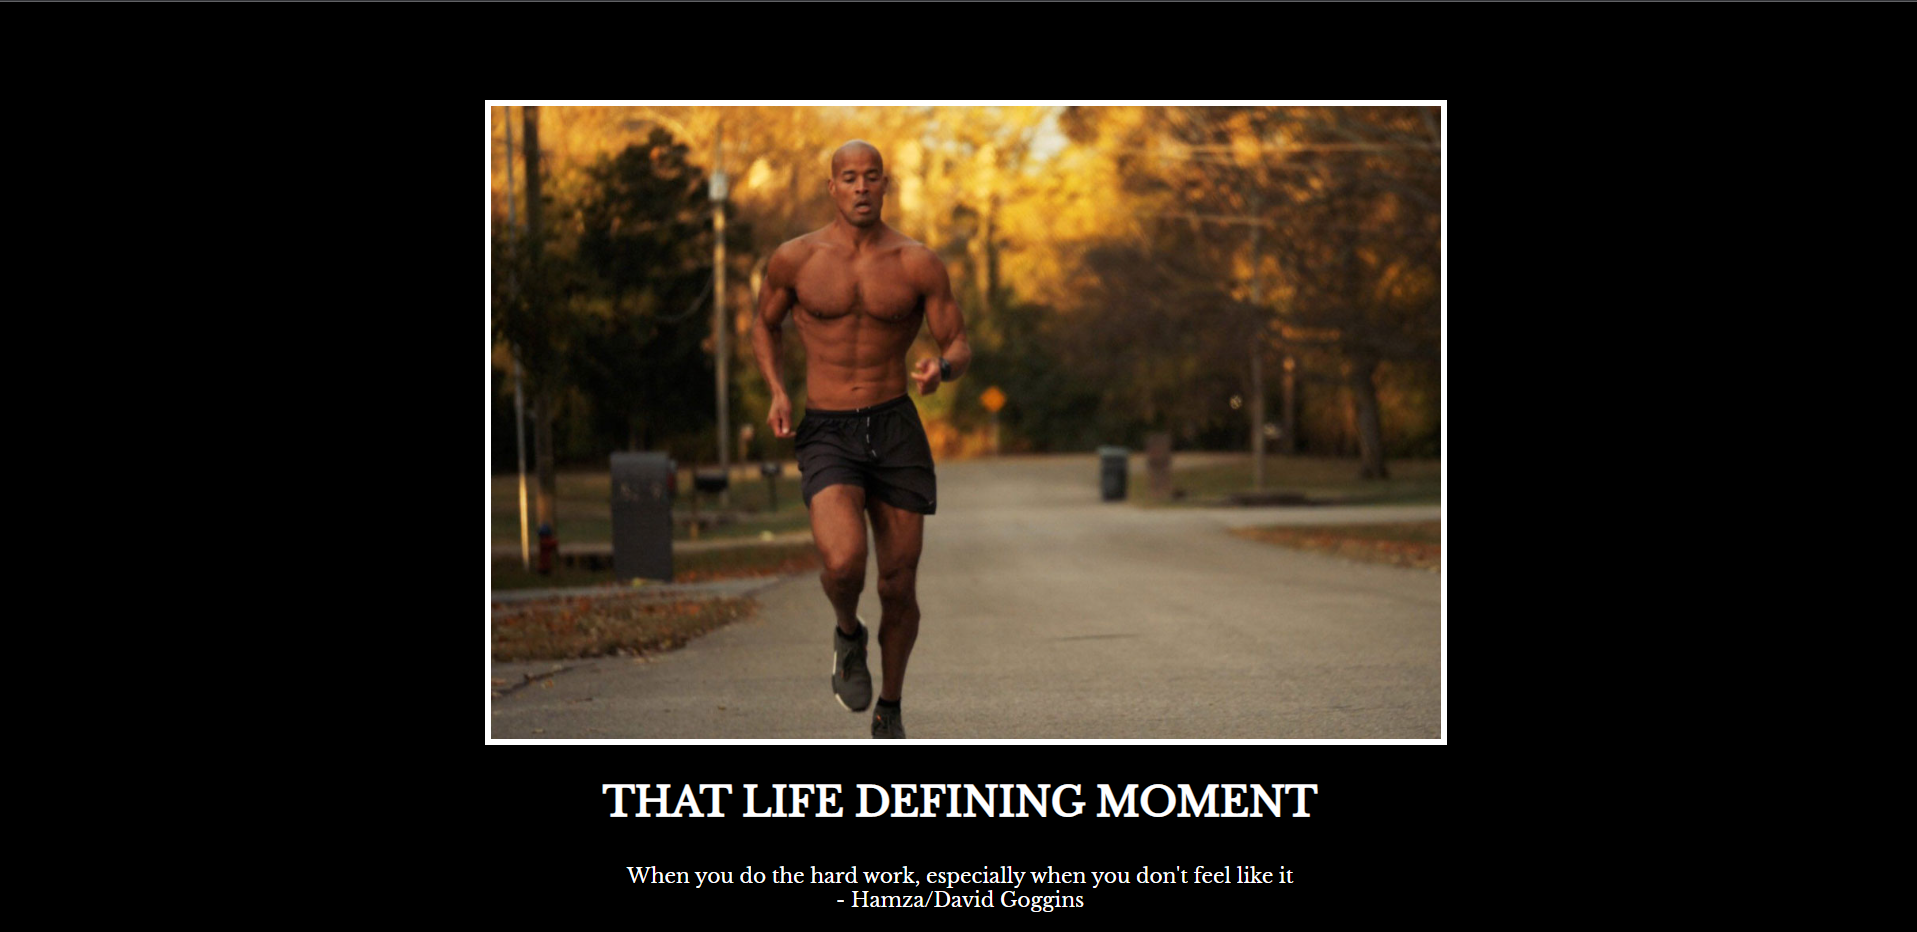 THAT LIFE DEFINING MOMENT
When you do the hard work, especially when you don't feel like it
- Hamza/David Goggins